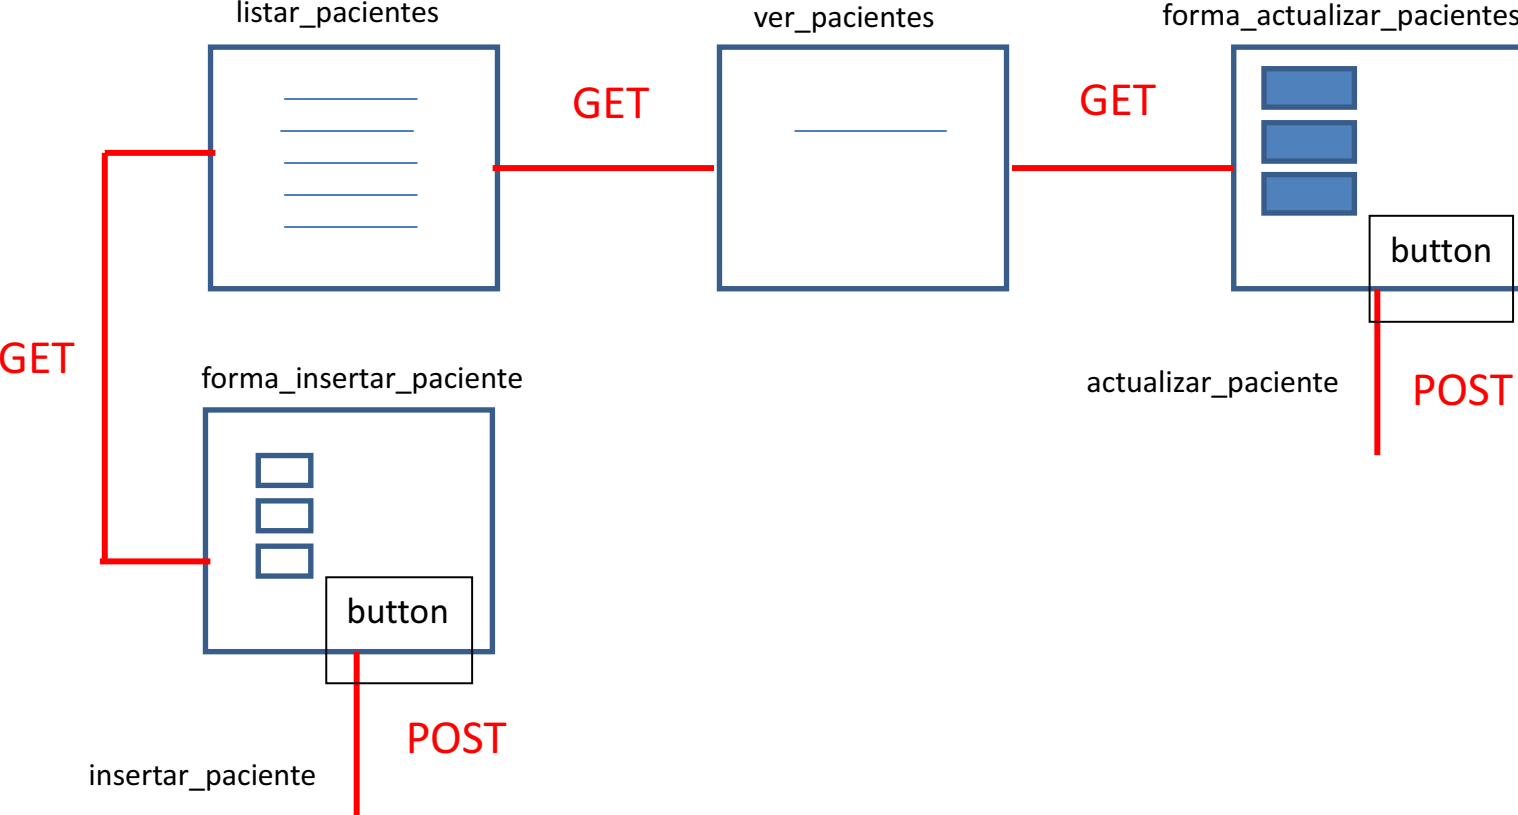 listar_pacientes
ver_pacientes
forma_actualizar_pacientes
GET
GET
button
GET
forma_insertar_paciente
actualizar_paciente
POST
button
POST
insertar_paciente